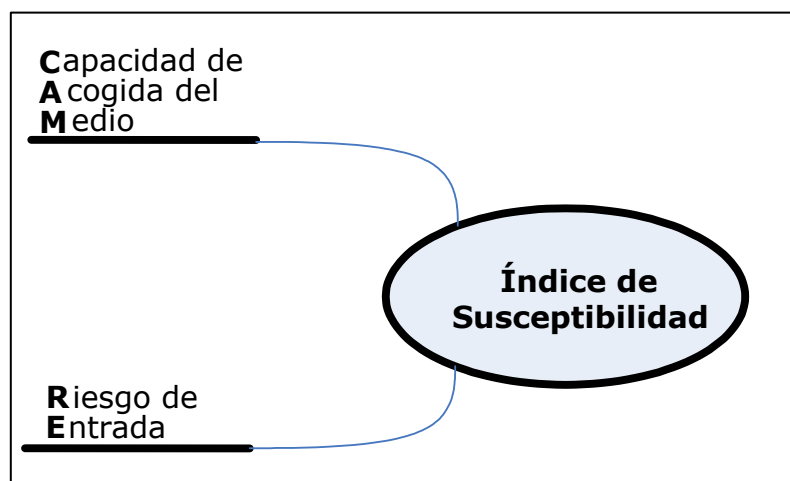 Capacidad de
Acogida del
Medio
Índice de
Susceptibilidad
Riesgo de
Entrada